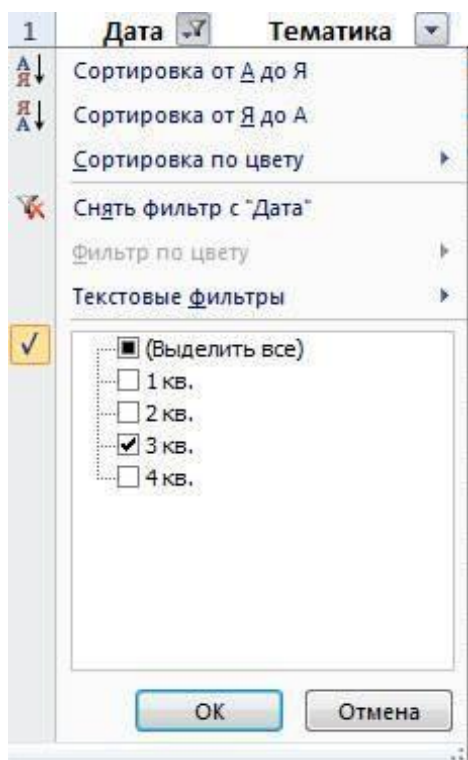 1 Дата Тематика
Сортировка от А до Я
Сортировка от Я до А
Сортировка по цвету
Снять фильтр с "Дата"
Фильтр по цвету
Текстовые фильтры
(Выделить все)
1 кв.
2 кв.
3 кв.
4 кв.
ОК Отмена